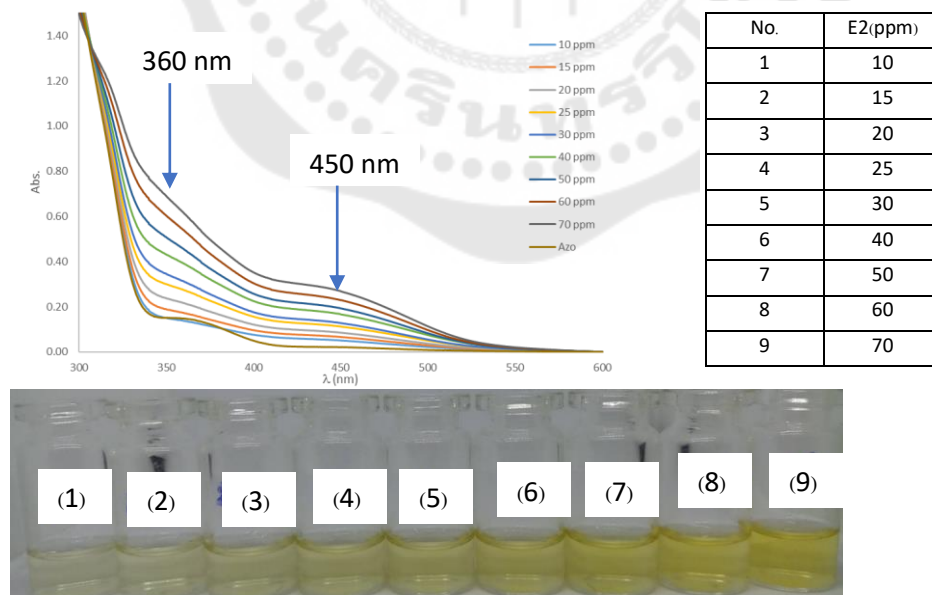 1.40
1.20
1.00
0.80
0.60
0.40
0.20
0.00
Abs.
300
350
400
450
500
550
600
λ (nm)
360 nm
450 nm
10 ppm
15 ppm
20 ppm
25 ppm
30 ppm
40 ppm
50 ppm
60 ppm
70 ppm
Azo
No. E2(ppm)
1 10
2 15
3 20
4 25
5 30
6 40
7 50
8 60
9 70
(1) (2) (3) (4) (5) (6) (7) (8) (9)